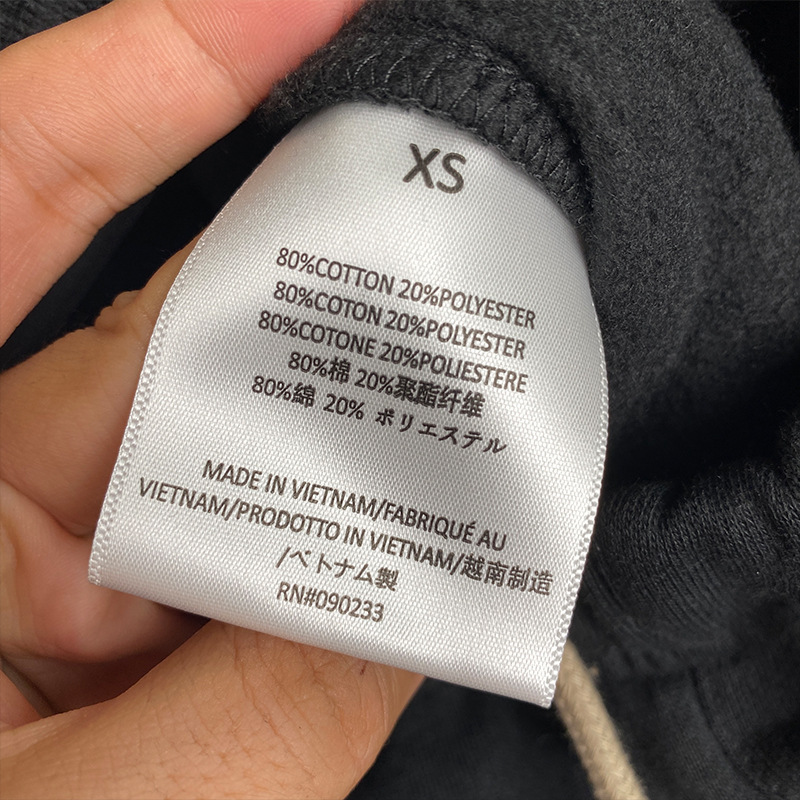 XS
80%COTTON 20%POLYESTER
80%COTON 20%POLYESTER
80%COTONE 20%POLIESTERE
80%棉 20%聚酯纤维
80%綿 20% ポリエステル
MADE IN VIETNAM/FABRIQUÉ AU
VIETNAM/PRODOTTO IN VIETNAM/越南制造
/ベトナム製
RN#090233